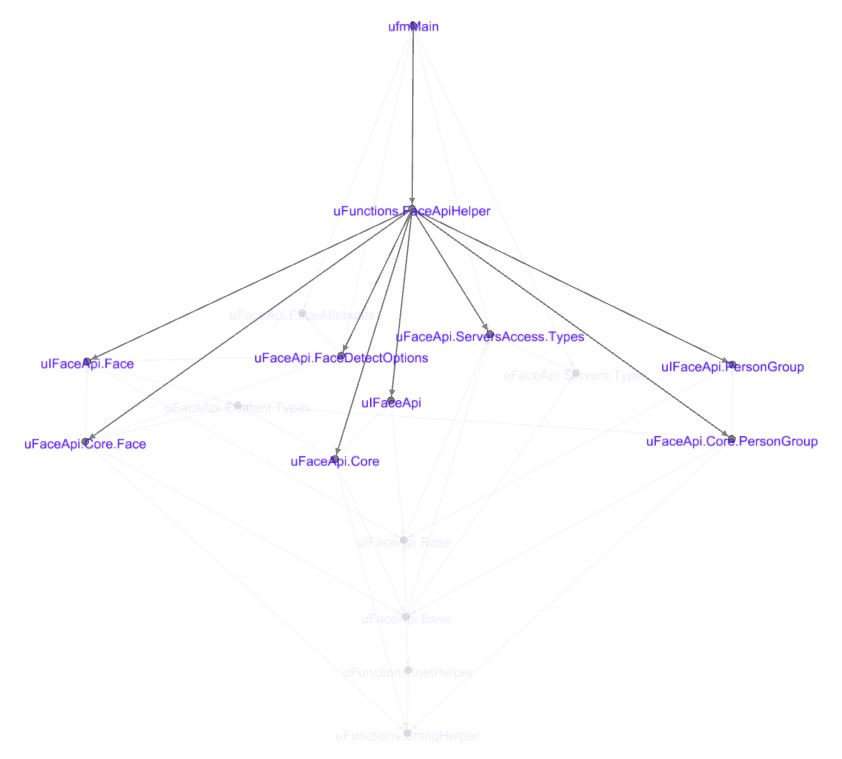 ufmMain
uFunctions.FaceApiHelper
uFaceApi.FaceAttributes
uFaceApi.ServersAccess.Types
uFaceApi.FaceDetectOptions
uIFaceApi.Face
uIFaceApi.PersonGroup
uFaceApi.Servers.Types
uIFaceApi
uFaceApi.Content.Types
uFaceApi.Core.Face
uFaceApi.Core.PersonGroup
uFaceApi.Core
uIFaceApi.Base
uFaceApi.Base
uFunctions.InetHelper
uFunctions.StringHelper